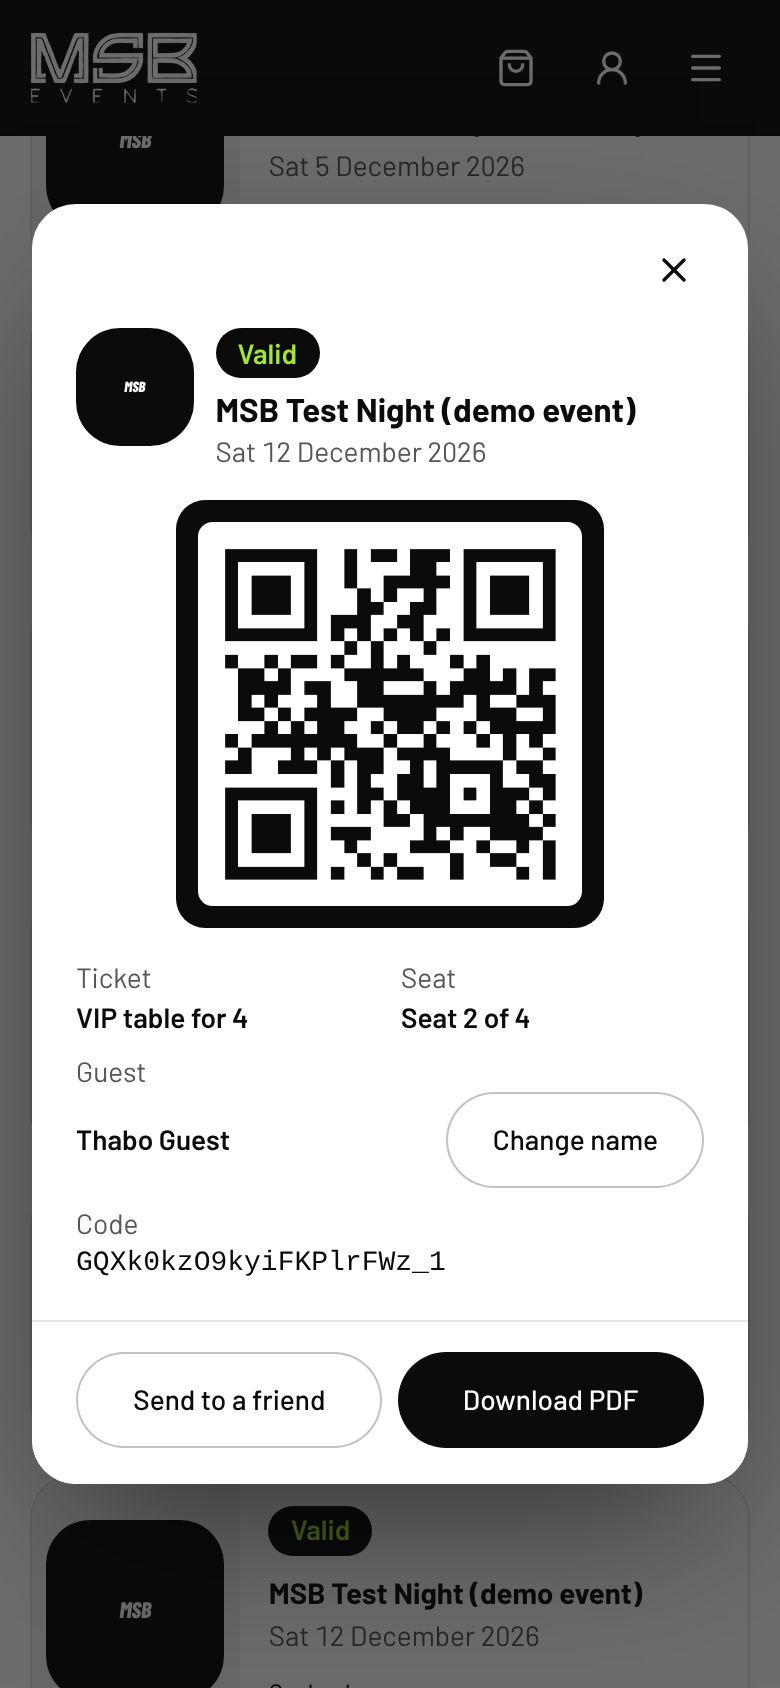 MSB
EVENTS
MSB
Sat 5 December 2026
MSB
Valid
MSB Test Night (demo event)
Sat 12 December 2026
Ticket
VIP table for 4
Seat
Seat 2 of 4
Guest
Thabo Guest
Change name
Code
GQXk0kzO9kyiFKPlrFWz_1
Send to a friend
Download PDF
MSB
Valid
MSB Test Night (demo event)
Sat 12 December 2026